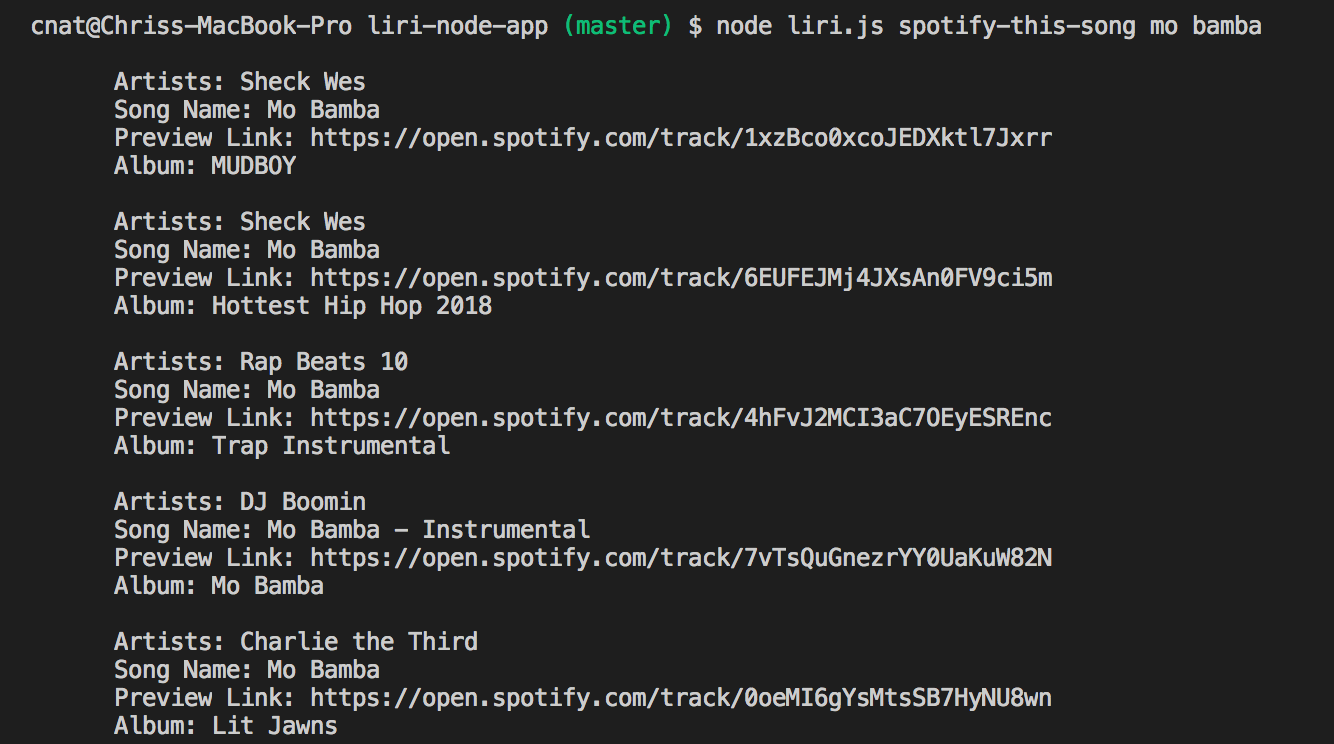 cnat@Chriss-MacBook-Pro liri-node-app (master) $ node liri.js spotify-this-song mo bamba
Artists: Sheck Wes
Song Name: Mo Bamba
Preview Link: https://open.spotify.com/track/1xzBco0xcoJEDXktl7Jxrr
Album: MUDBOY
Artists: Sheck Wes
Song Name: Mo Bamba
Preview Link: https://open.spotify.com/track/6EUFEJMj4JXsAn0FV9ci5m
Album: Hottest Hip Hop 2018
Artists: Rap Beats 10
Song Name: Mo Bamba
Preview Link: https://open.spotify.com/track/4hFvJ2MCI3aC7OEyESREnc
Album: Trap Instrumental
Artists: DJ Boomin
Song Name: Mo Bamba - Instrumental
Preview Link: https://open.spotify.com/track/7vTsQuGnezrYY0UaKuW82N
Album: Mo Bamba
Artists: Charlie the Third
Song Name: Mo Bamba
Preview Link: https://open.spotify.com/track/0oeMI6gYsMtsSB7HyNU8wn
Album: Lit Jawns